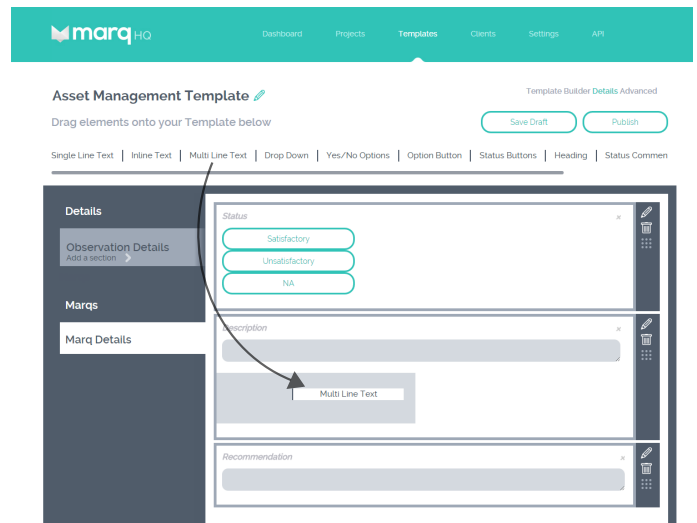 marq HQ
Dashboard Projects Templates Clients Settings API
Asset Management Template
Template Builder Details Advanced
Drag elements onto your Template below
Save Draft Publish
Single Line Text | Inline Text | Multi Line Text | Drop Down | Yes/No Options | Option Button | Status Buttons | Heading | Status Commen
Details
Observation Details
Add a section
Marqs
Marq Details
Status
Satisfactory
Unsatisfactory
NA
Description
Multi Line Text
Recommendation